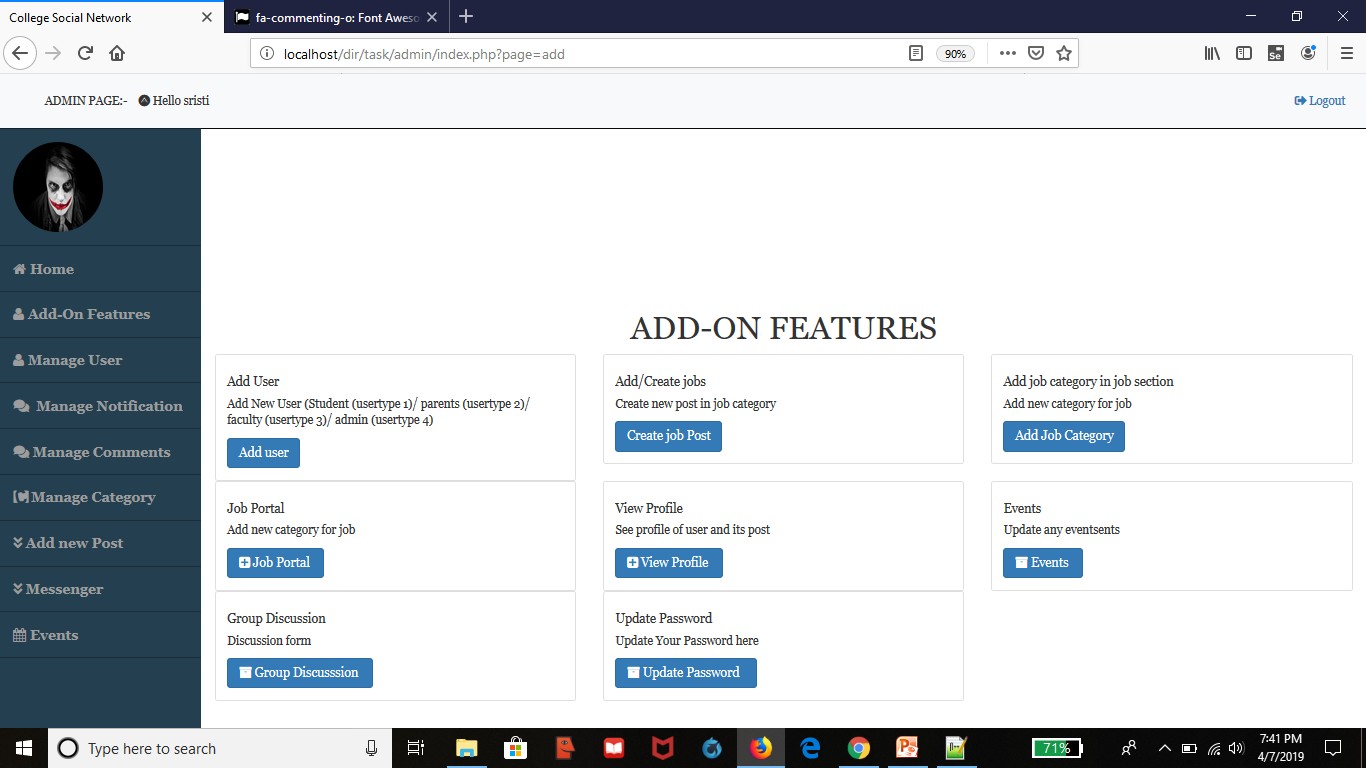 College Social Network
fa-commenting-o: Font Aweso
localhost/dir/task/admin/index.php?page=add
90%
Se
ADMIN PAGE:- Hello sristi
Logout
Home
Add-On Features
Manage User
Manage Notification
Manage Comments
Manage Category
Add new Post
Messenger
Events
ADD-ON FEATURES
Add User
Add New User (Student (usertype 1)/ parents (usertype 2)/
faculty (usertype 3)/ admin (usertype 4)
Add user
Add/Create jobs
Create new post in job category
Create job Post
Add job category in job section
Add new category for job
Add Job Category
Job Portal
Add new category for job
Job Portal
View Profile
See profile of user and its post
View Profile
Events
Update any eventsents
Events
Group Discussion
Discussion form
Group Discusssion
Update Password
Update Your Password here
Update Password
Type here to search
71%
7:41 PM
4/7/2019